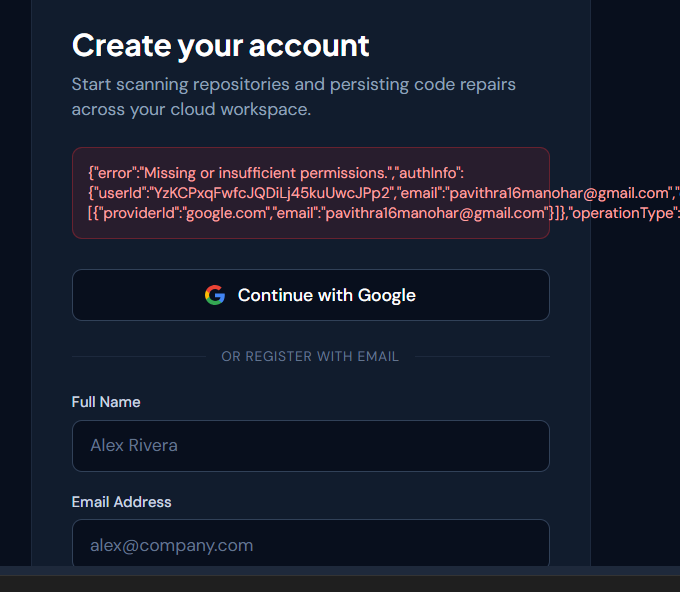 Create your account
Start scanning repositories and persisting code repairs
across your cloud workspace.
{"error":"Missing or insufficient permissions.","authInfo":
{"userId":"YzKCPxqFwfcJQDiLj45kuUwcJPp2","email":"pavithra16manohar@gmail.com","
[{"providerId":"google.com","email":"pavithra16manohar@gmail.com"}]},"operationType":
Continue with Google
OR REGISTER WITH EMAIL
Full Name
Alex Rivera
Email Address
alex@company.com